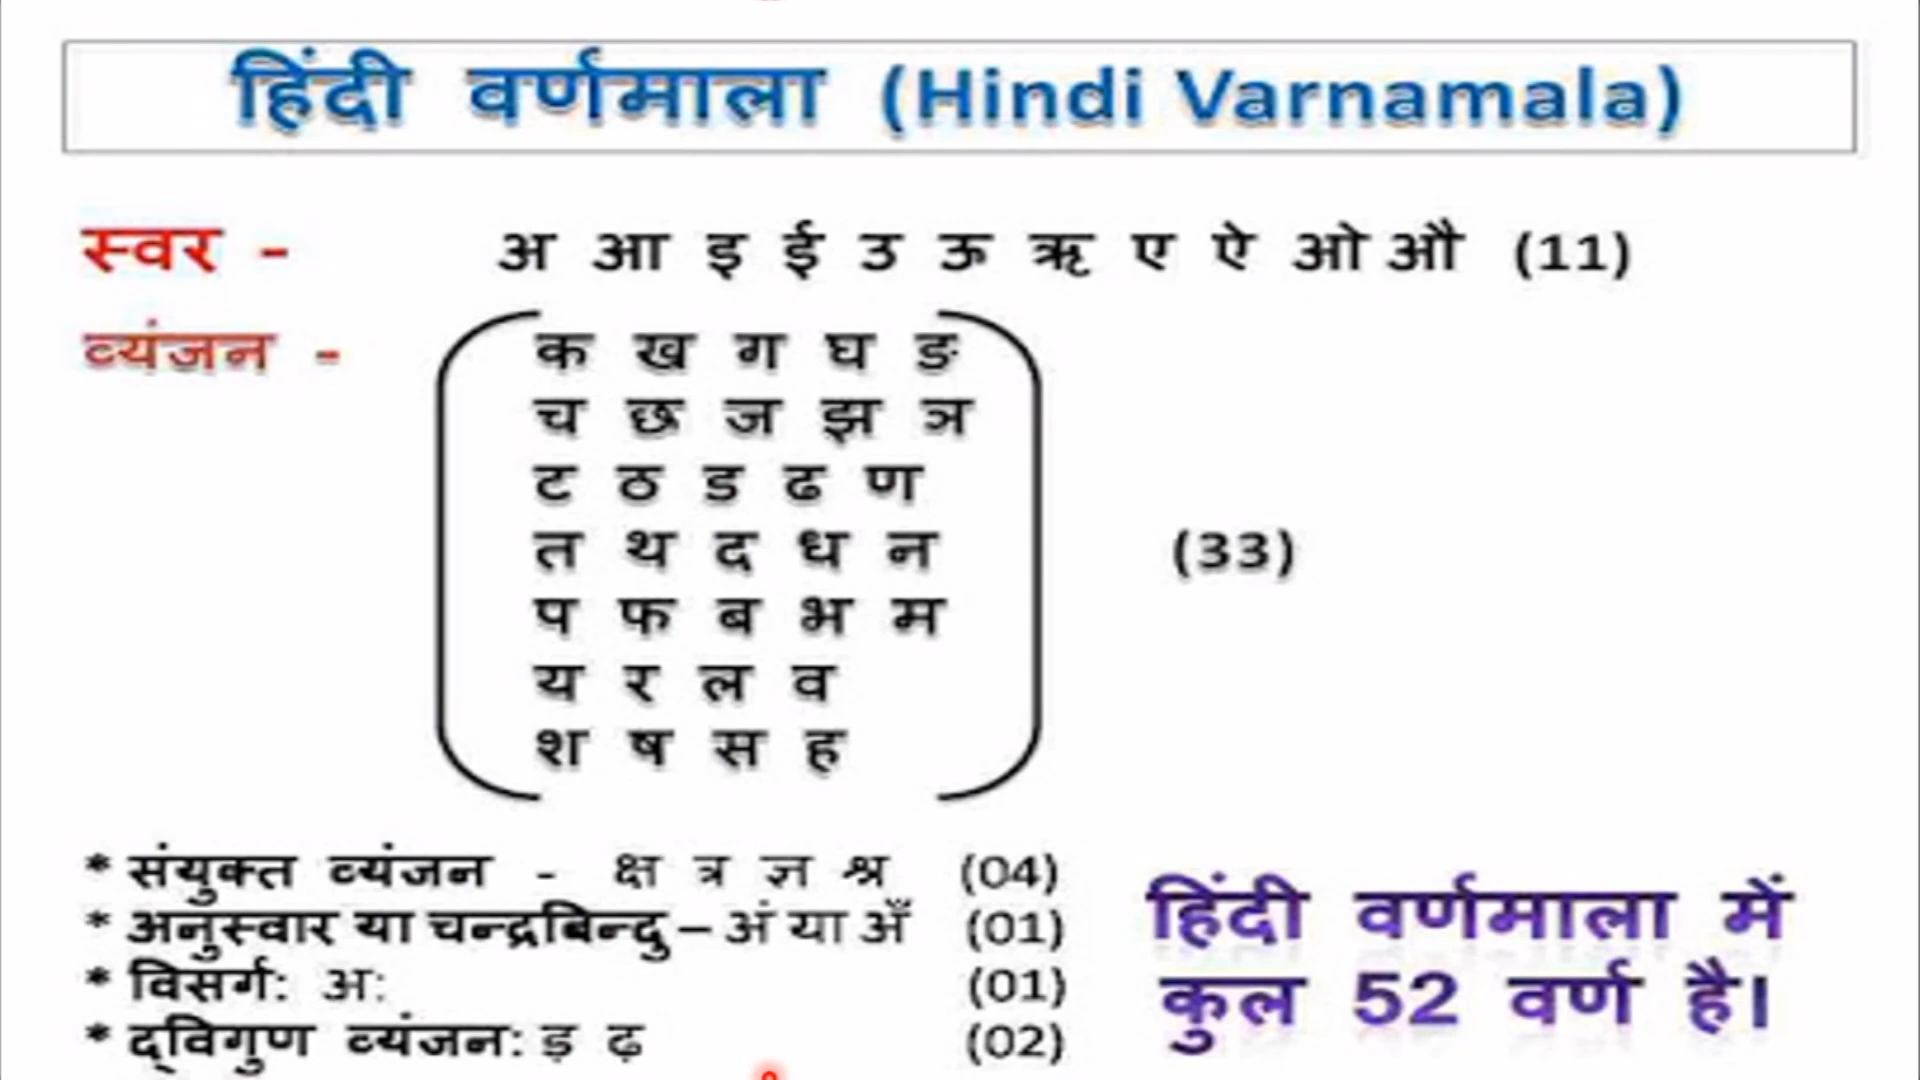 हिंदी वर्णमाला (Hindi Varnamala)
स्वर - अ आ इ ई उ ऊ ऋ ए ऐ ओ औ (11)
व्यंजन - क ख ग घ ङ
च छ ज झ ञ
ट ठ ड ढ ण
त थ द ध न (33)
प फ ब भ म
य र ल व
श ष स ह
* संयुक्त व्यंजन - क्ष त्र ज्ञ श्र (04)
* अनुस्वार या चन्द्रबिन्दु – अं या अँ (01)
* विसर्ग: अ: (01)
* द्विगुण व्यंजन: ड़ ढ़ (02)
हिंदी वर्णमाला में
कुल 52 वर्ण है।